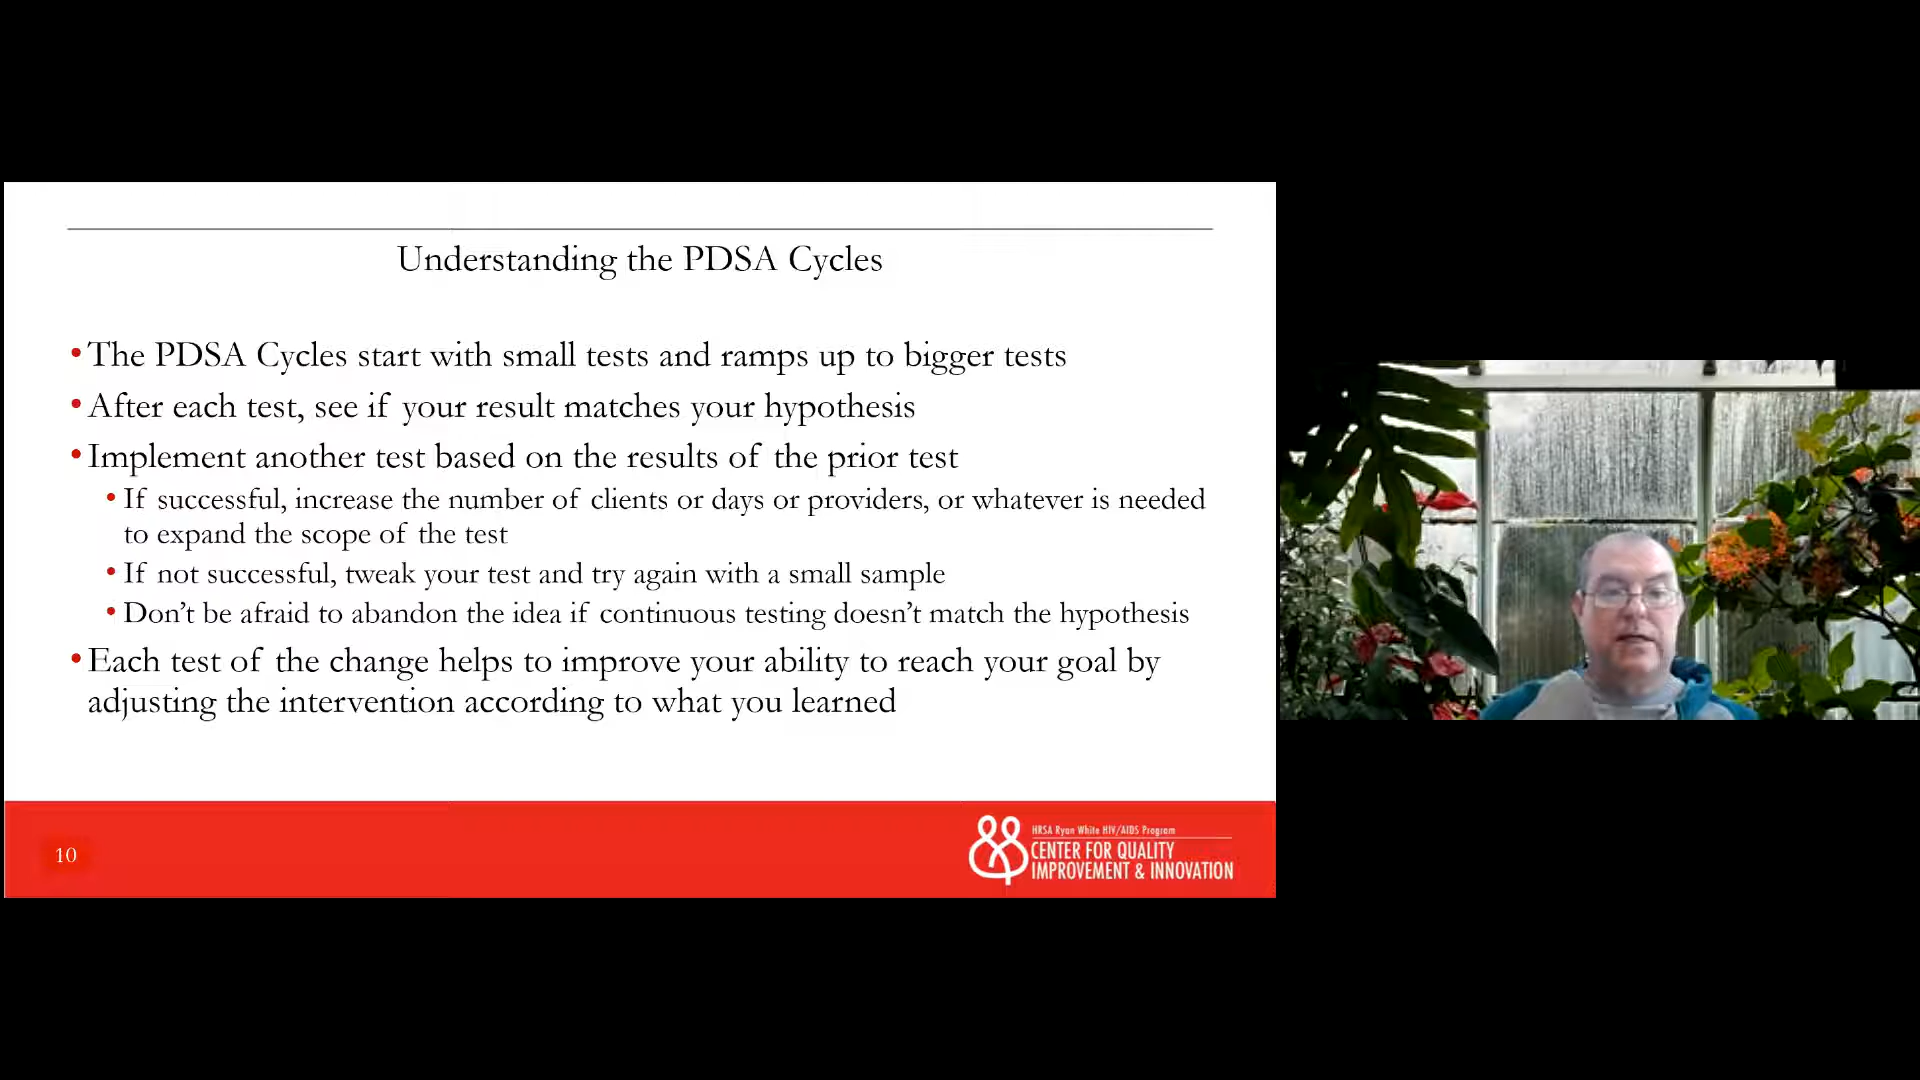 Understanding the PDSA Cycles
• The PDSA Cycles start with small tests and ramps up to bigger tests
• After each test, see if your result matches your hypothesis
• Implement another test based on the results of the prior test
• If successful, increase the number of clients or days or providers, or whatever is needed
to expand the scope of the test
• If not successful, tweak your test and try again with a small sample
• Don’t be afraid to abandon the idea if continuous testing doesn’t match the hypothesis
• Each test of the change helps to improve your ability to reach your goal by
adjusting the intervention according to what you learned
10
HRSA Ryan White HIV/AIDS Program
CENTER FOR QUALITY
IMPROVEMENT & INNOVATION